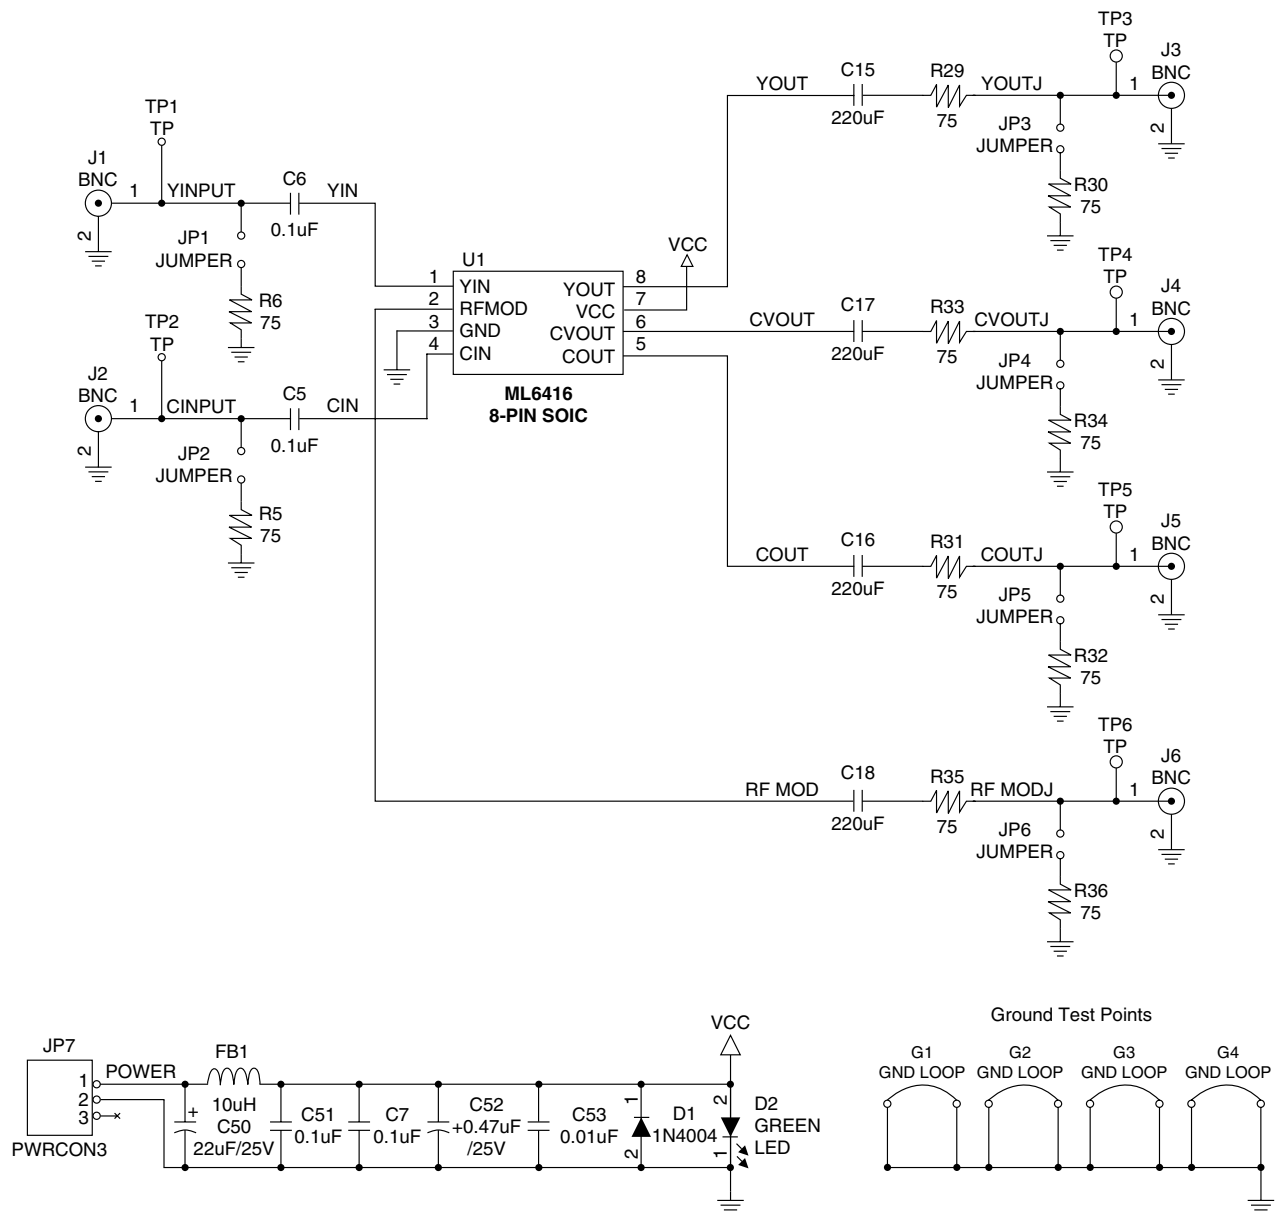 TP1
TP
J1
BNC
1
2
YINPUT
C6
0.1uF
YIN
JP1
JUMPER
R6
75
TP2
TP
J2
BNC
1
2
CINPUT
C5
0.1uF
CIN
JP2
JUMPER
R5
75
U1
1 YIN
2 RFMOD
3 GND
4 CIN
YOUT 8
VCC 7
CVOUT 6
COUT 5
ML6416
8-PIN SOIC
VCC
YOUT
C15
220uF
R29
75
YOUTJ
TP3
TP
1
J3
BNC
2
JP3
JUMPER
R30
75
CVOUT
C17
220uF
R33
75
CVOUTJ
TP4
TP
1
J4
BNC
2
JP4
JUMPER
R34
75
COUT
C16
220uF
R31
75
COUTJ
TP5
TP
1
J5
BNC
2
JP5
JUMPER
R32
75
RF MOD
C18
220uF
R35
75
RF MODJ
TP6
TP
1
J6
BNC
2
JP6
JUMPER
R36
75
JP7
1
2
3
PWRCON3
POWER
FB1
10uH
+
C50
22uF/25V
C51
0.1uF
C7
0.1uF
C52
+0.47uF
/25V
C53
0.01uF
1
D1
1N4004
2
VCC
2
D2
GREEN
LED
1
Ground Test Points
G1
GND LOOP
G2
GND LOOP
G3
GND LOOP
G4
GND LOOP